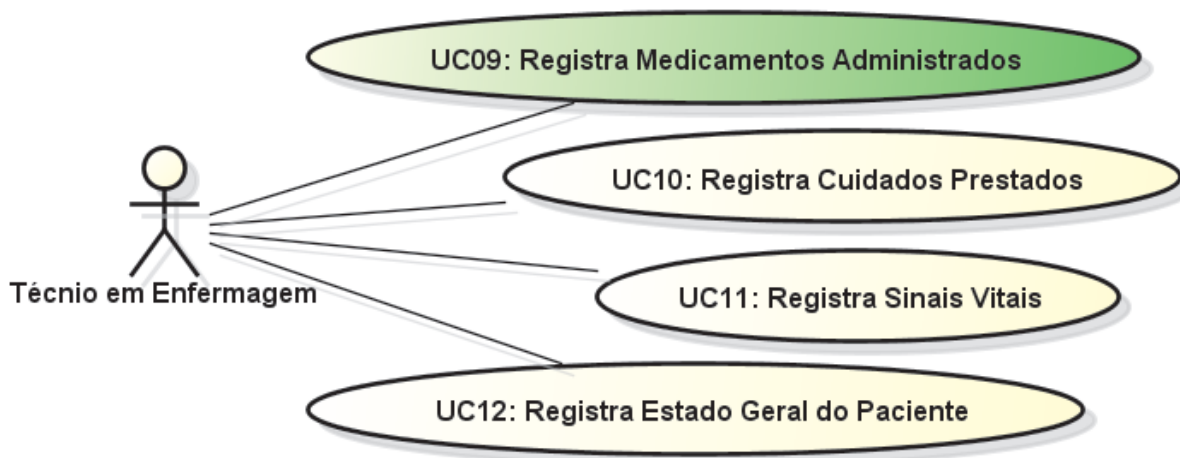 UC09: Registra Medicamentos Administrados
UC10: Registra Cuidados Prestados
Técnio em Enfermagem
UC11: Registra Sinais Vitais
UC12: Registra Estado Geral do Paciente